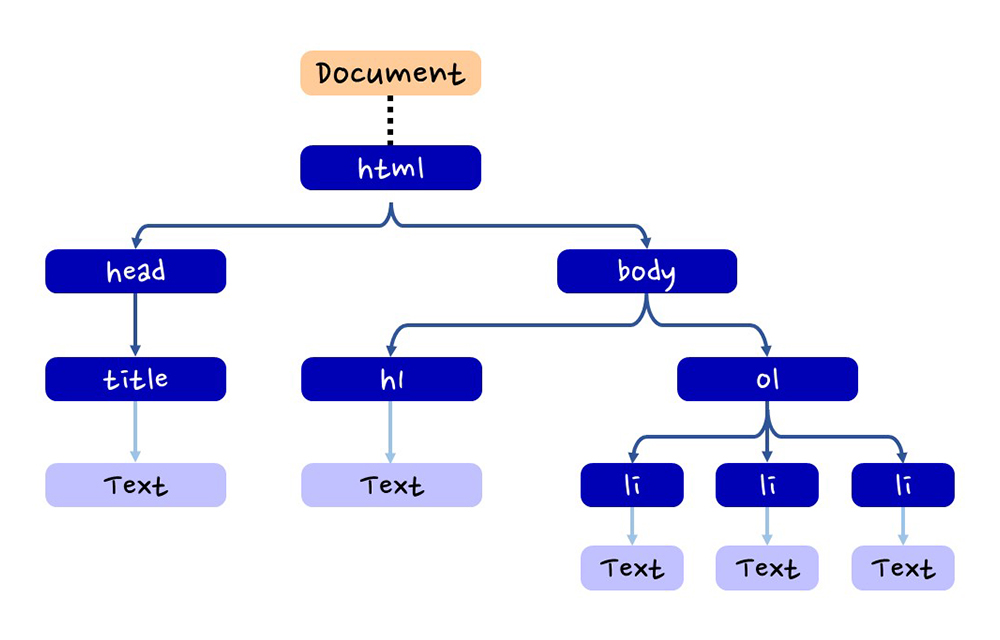 Document
html
head
body
title
h1
ol
Text
Text
li
li
li
Text
Text
Text